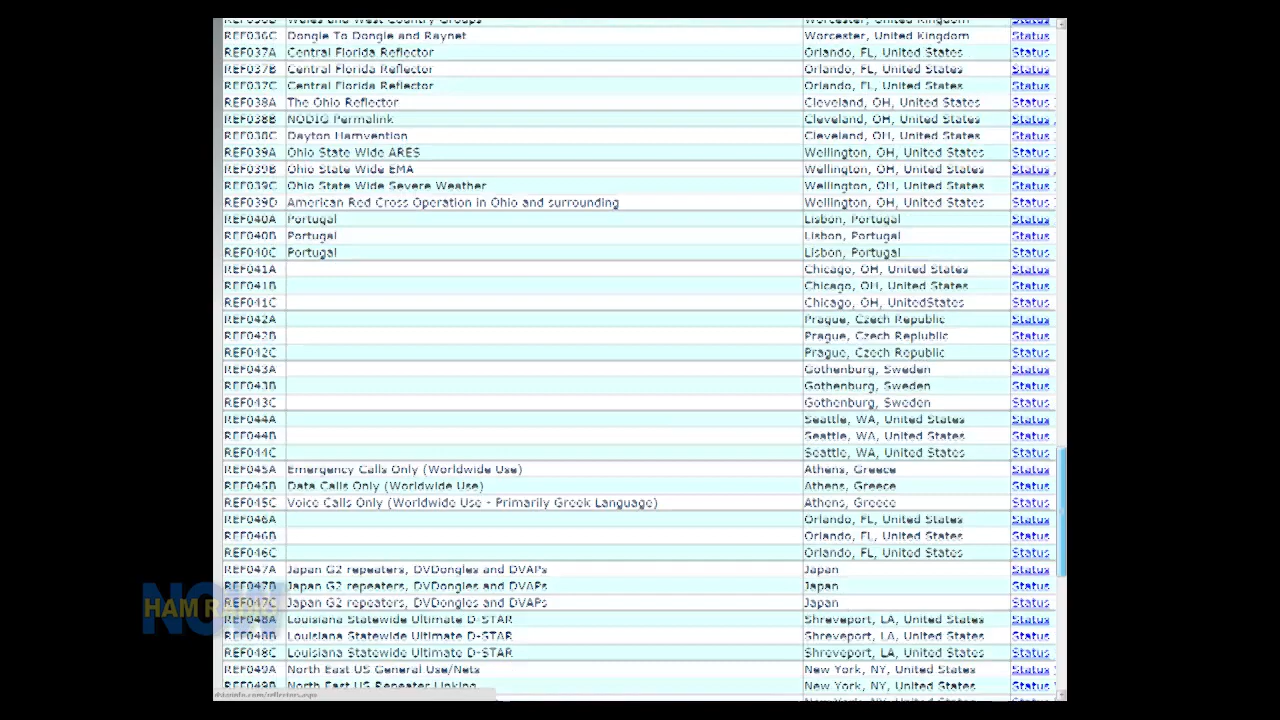 Wales and West Country Groups Worcester, United Kingdom Status
REF036C Dongle To Dongle and Raynet Worcester, United Kingdom Status
REF037A Central Florida Reflector Orlando, FL, United States Status
REF037B Central Florida Reflector Orlando, FL, United States Status
REF037C Central Florida Reflector Orlando, FL, United States Status
REF038A The Ohio Reflector Cleveland, OH, United States Status
REF038B NODIG Permalink Cleveland, OH, United States Status
REF038C Dayton Hamvention Cleveland, OH, United States Status
REF039A Ohio State Wide ARES Wellington, OH, United States Status
REF039B Ohio State Wide EMA Wellington, OH, United States Status
REF039C Ohio State Wide Severe Weather Wellington, OH, United States Status
REF039D American Red Cross Operation in Ohio and surrounding Wellington, OH, United States Status
REF040A Portugal Lisbon, Portugal Status
REF040B Portugal Lisbon, Portugal Status
REF040C Portugal Lisbon, Portugal Status
REF041A Chicago, OH, United States Status
REF041B Chicago, OH, United States Status
REF041C Chicago, OH, UnitedStates Status
REF042A Prague, Czech Republic Status
REF042B Prague, Czech Replublic Status
REF042C Prague, Czech Republic Status
REF043A Gothenburg, Sweden Status
REF043B Gothenburg, Sweden Status
REF043C Gothenburg, Sweden Status
REF044A Seattle, WA, United States Status
REF044B Seattle, WA, United States Status
REF044C Seattle, WA, United States Status
REF045A Emergency Calls Only (Worldwide Use) Athens, Greece Status
REF045B Data Calls Only (Worldwide Use) Athens, Greece Status
REF045C Voice Calls Only (Worldwide Use - Primarily Greek Language) Athens, Greece Status
REF046A Orlando, FL, United States Status
REF046B Orlando, FL, United States Status
REF046C Orlando, FL, United States Status
REF047A Japan G2 repeaters, DVDongles and DVAPs Japan Status
REF047B Japan G2 repeaters, DVDongles and DVAPs Japan Status
REF047C Japan G2 repeaters, DVDongles and DVAPs Japan Status
REF048A Louisiana Statewide Ultimate D-STAR Shreveport, LA, United States Status
REF048B Louisiana Statewide Ultimate D-STAR Shreveport, LA, United States Status
REF048C Louisiana Statewide Ultimate D-STAR Shreveport, LA, United States Status
REF049A North East US General Use/Nets New York, NY, United States Status
REF049B North East US Repeater Linking New York, NY, United States Status
HAM RADIO
NOW